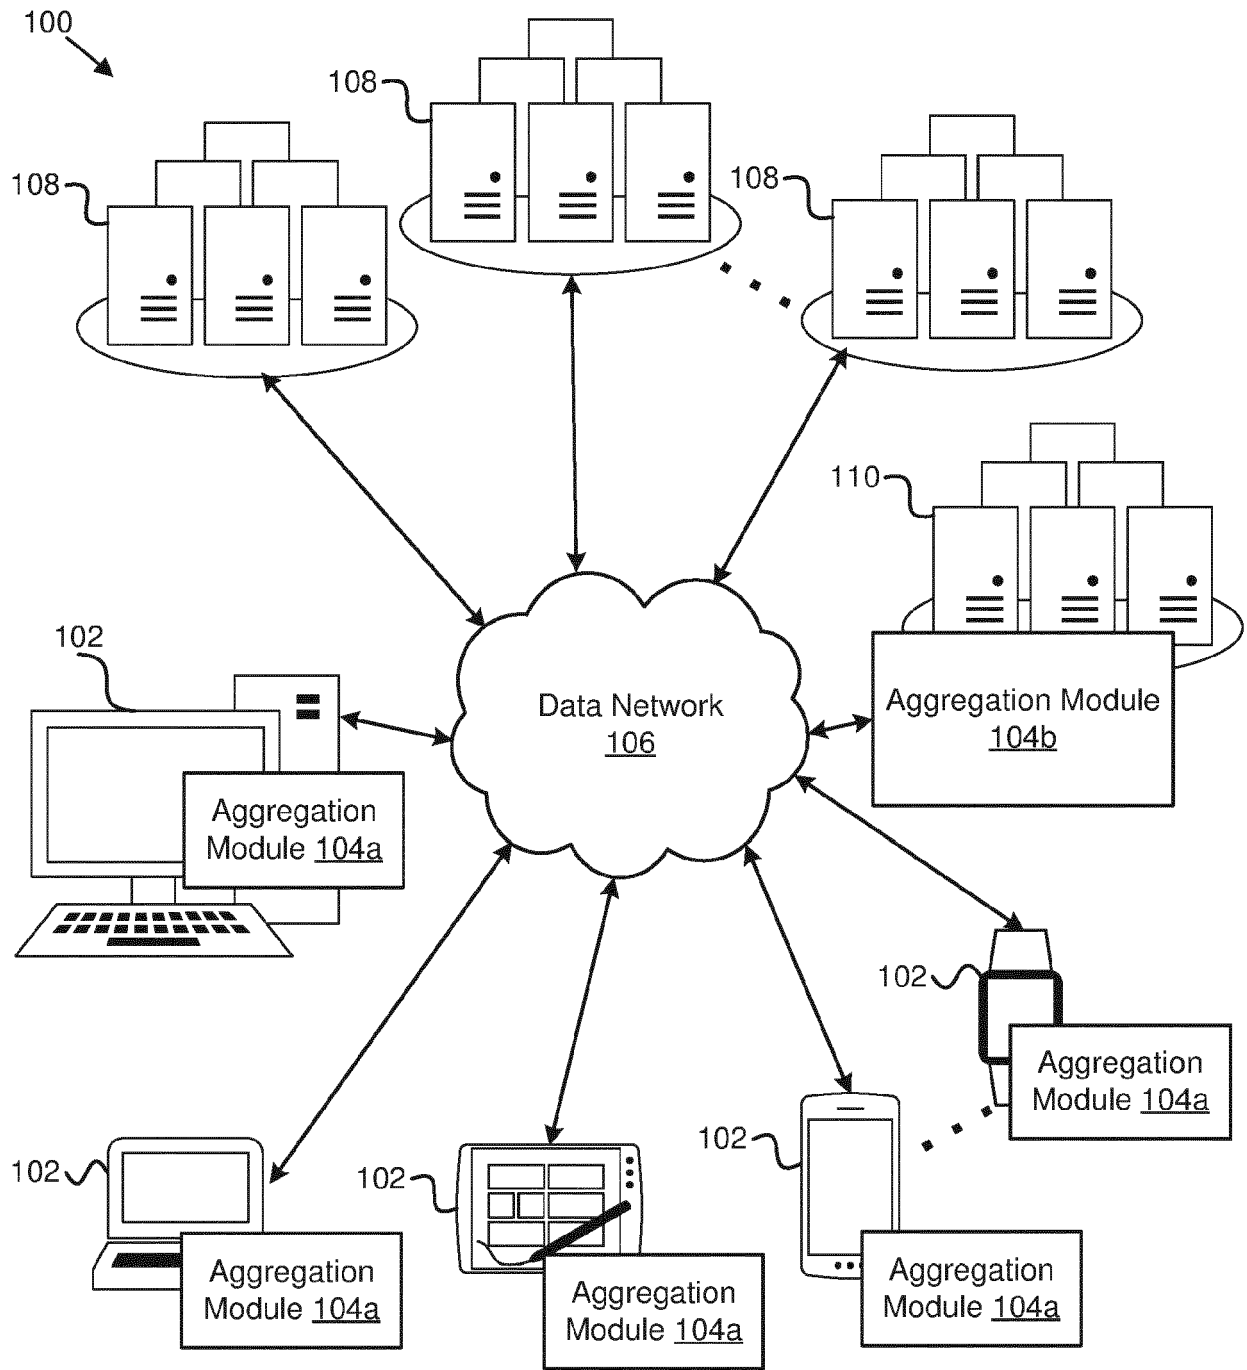 100
108
108
108
110
102
Data Network
106
Aggregation Module
104b
Aggregation
Module 104a
102
Aggregation
Module 104a
102
102
102
Aggregation
Module 104a
Aggregation
Module 104a
Aggregation
Module 104a